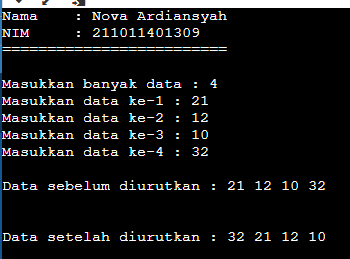 Nama    : Nova Ardiansyah
NIM     : 211011401309
=========================
Masukkan banyak data : 4
Masukkan data ke-1 : 21
Masukkan data ke-2 : 12
Masukkan data ke-3 : 10
Masukkan data ke-4 : 32
Data sebelum diurutkan : 21 12 10 32
Data setelah diurutkan : 32 21 12 10